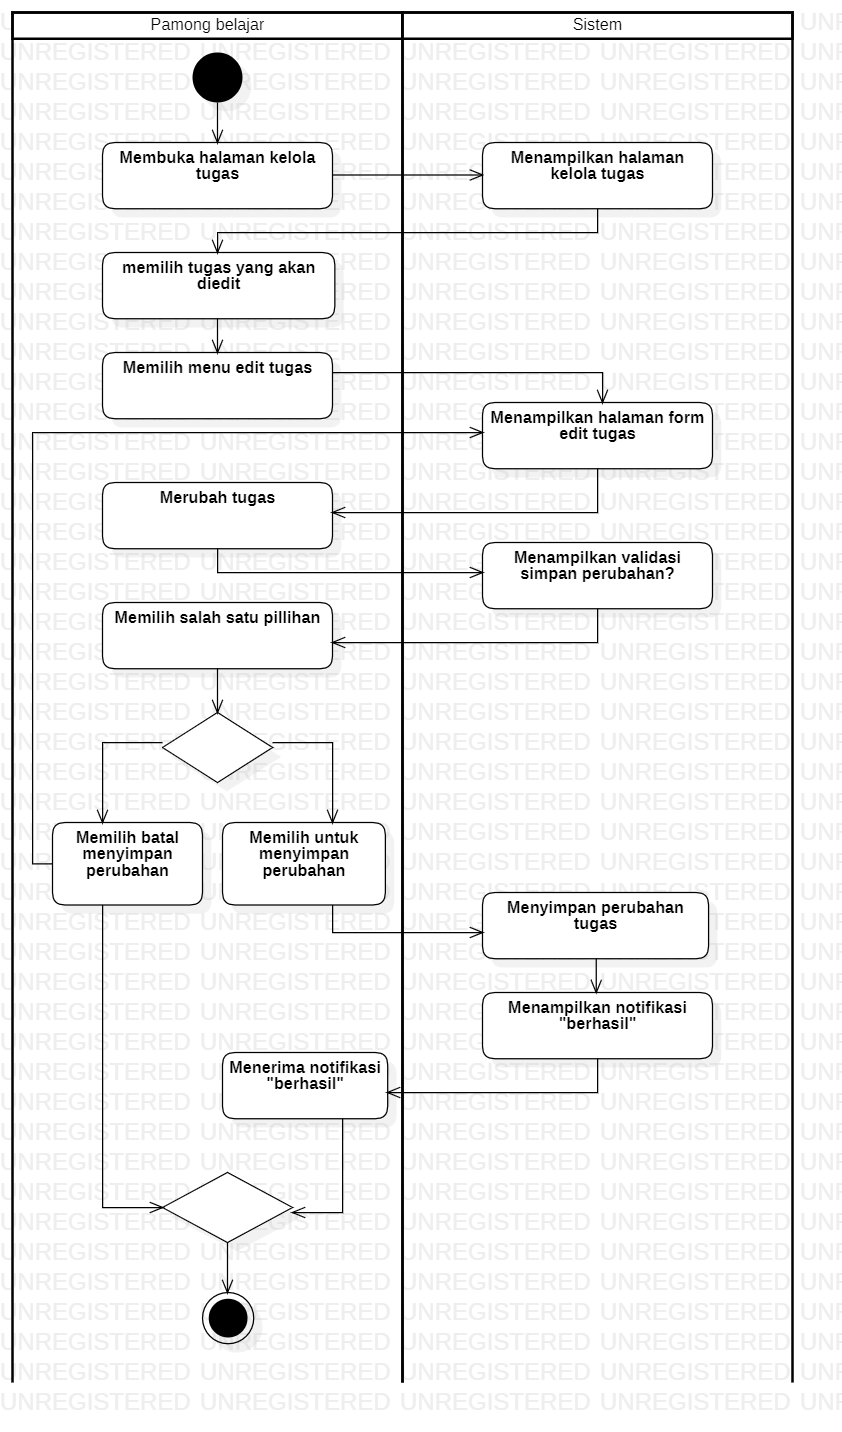 Pamong belajar
Sistem
Membuka halaman kelola
tugas
Menampilkan halaman
kelola tugas
memilih tugas yang akan
diedit
Memilih menu edit tugas
Menampilkan halaman form
edit tugas
Merubah tugas
Menampilkan validasi
simpan perubahan?
Memilih salah satu pillihan
Memilih batal
menyimpan
perubahan
Memilih untuk
menyimpan
perubahan
Menyimpan perubahan
tugas
Menampilkan notifikasi
"berhasil"
Menerima notifikasi
"berhasil"
UNREGISTERED